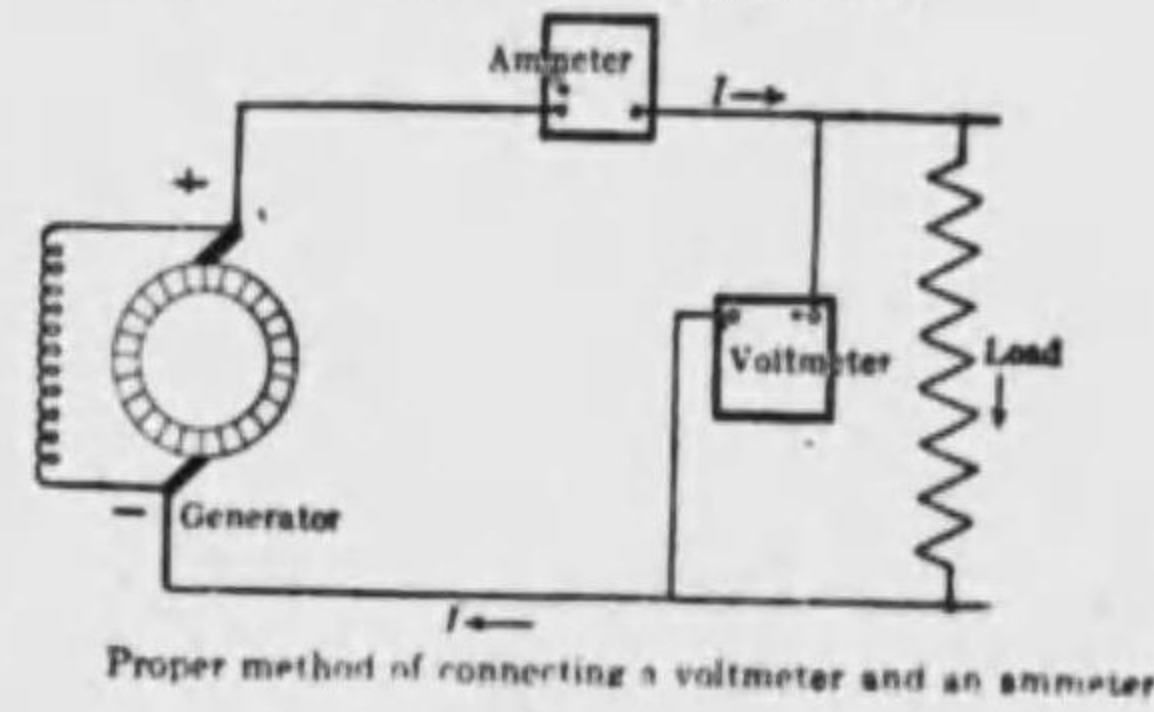 Ammeter
I
+
Voltmeter
Load
− Generator
I
Proper method of connecting a voltmeter and an ammeter